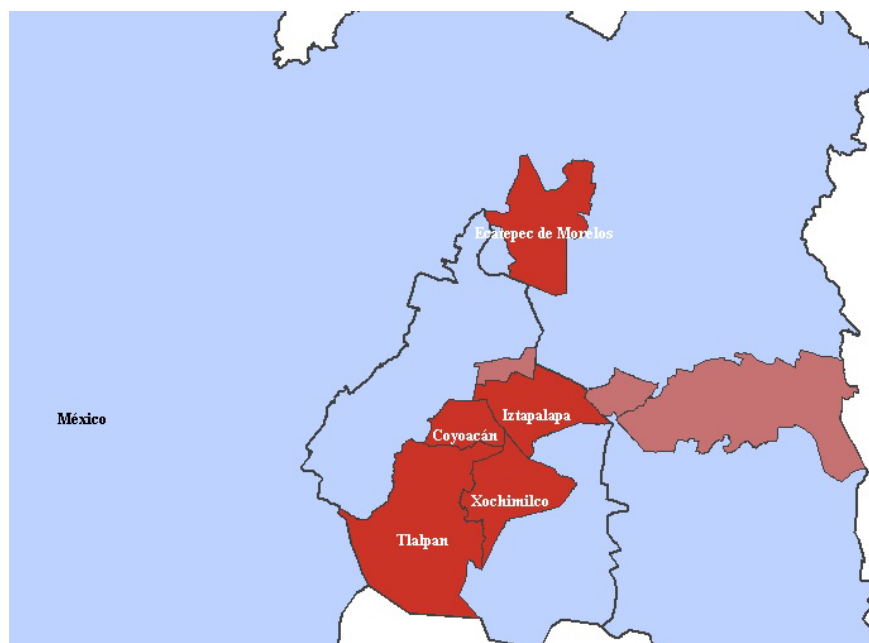 Ecatepec de Morelos
México
Iztapalapa
Coyoacán
Xochimilco
Tlalpan